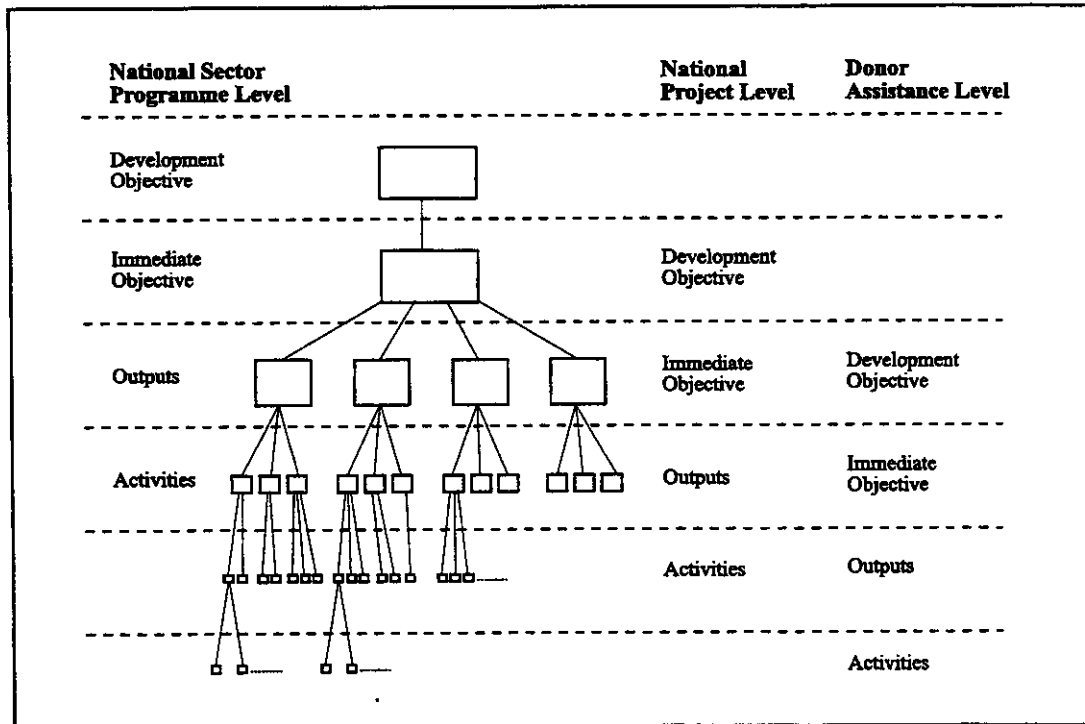 National Sector
Programme Level
National
Project Level
Donor
Assistance Level
Development
Objective
Immediate
Objective
Development
Objective
Outputs
Immediate
Objective
Development
Objective
Activities
Outputs
Immediate
Objective
Activities
Outputs
Activities